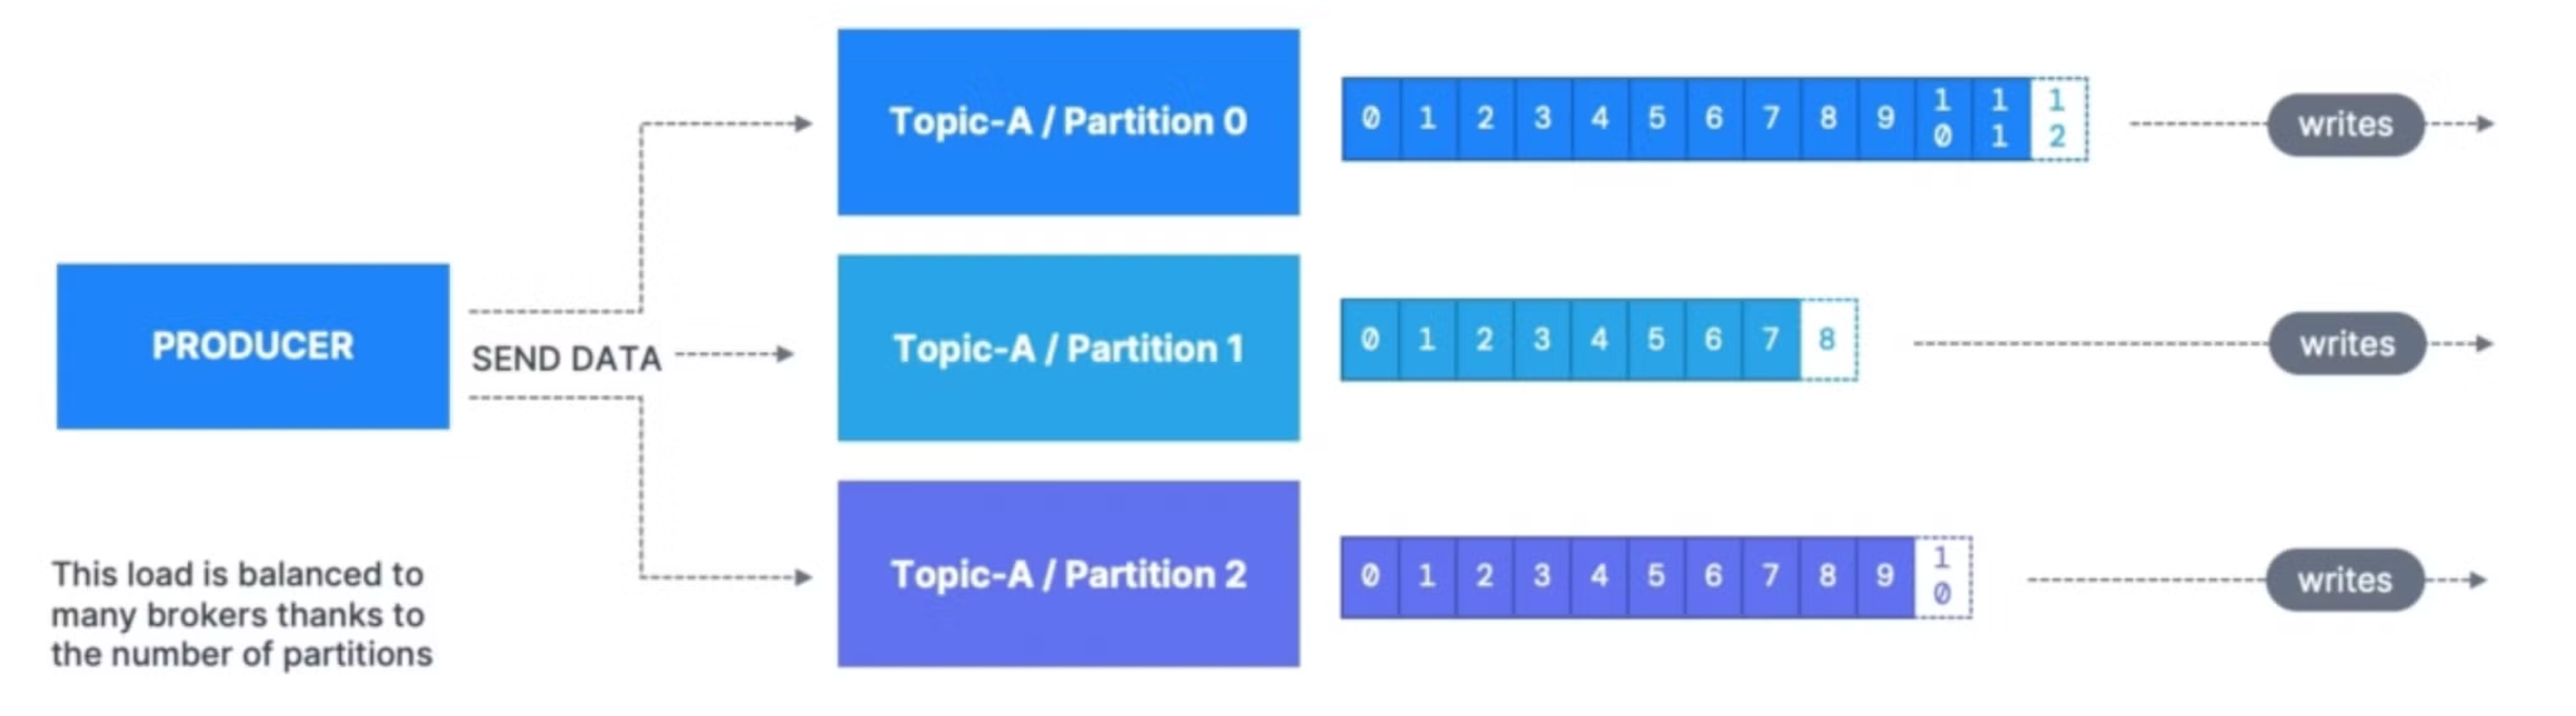 PRODUCER
SEND DATA
This load is balanced to
many brokers thanks to
the number of partitions
Topic-A / Partition 0
0 1 2 3 4 5 6 7 8 9 10 11 12
writes
Topic-A / Partition 1
0 1 2 3 4 5 6 7 8
writes
Topic-A / Partition 2
0 1 2 3 4 5 6 7 8 9 10
writes